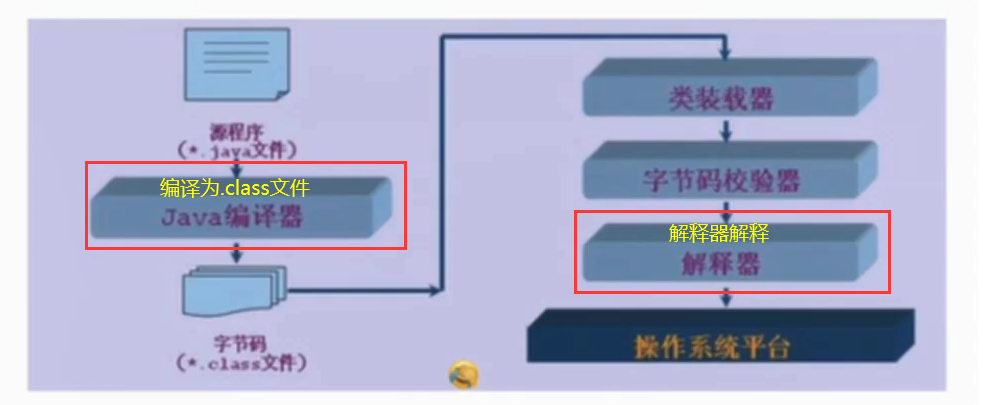 源程序
(*.java文件)
编译为.class文件
Java编译器
字节码
(*.class文件)
类装载器
字节码校验器
解释器解释
解释器
操作系统平台